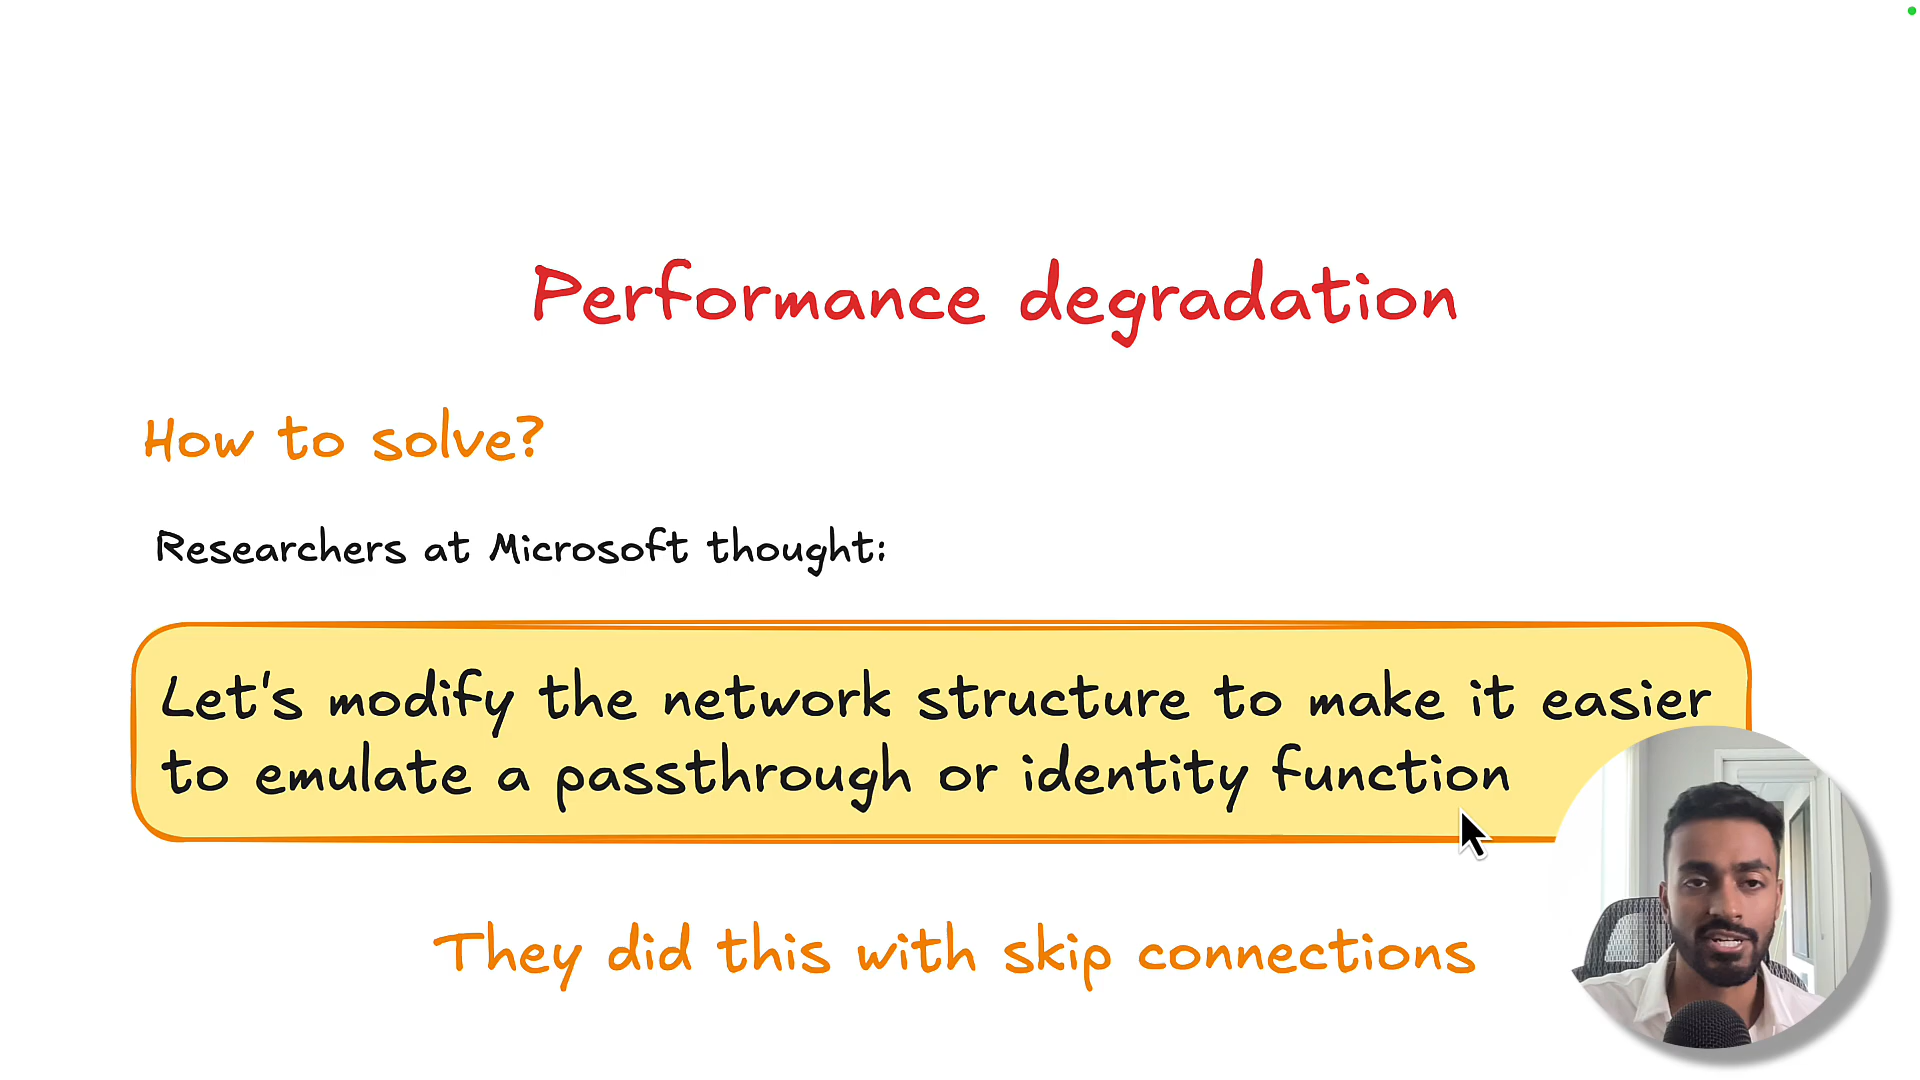 Performance degradation
How to solve?
Researchers at Microsoft thought:
Let's modify the network structure to make it easier
to emulate a passthrough or identity function
They did this with skip connections